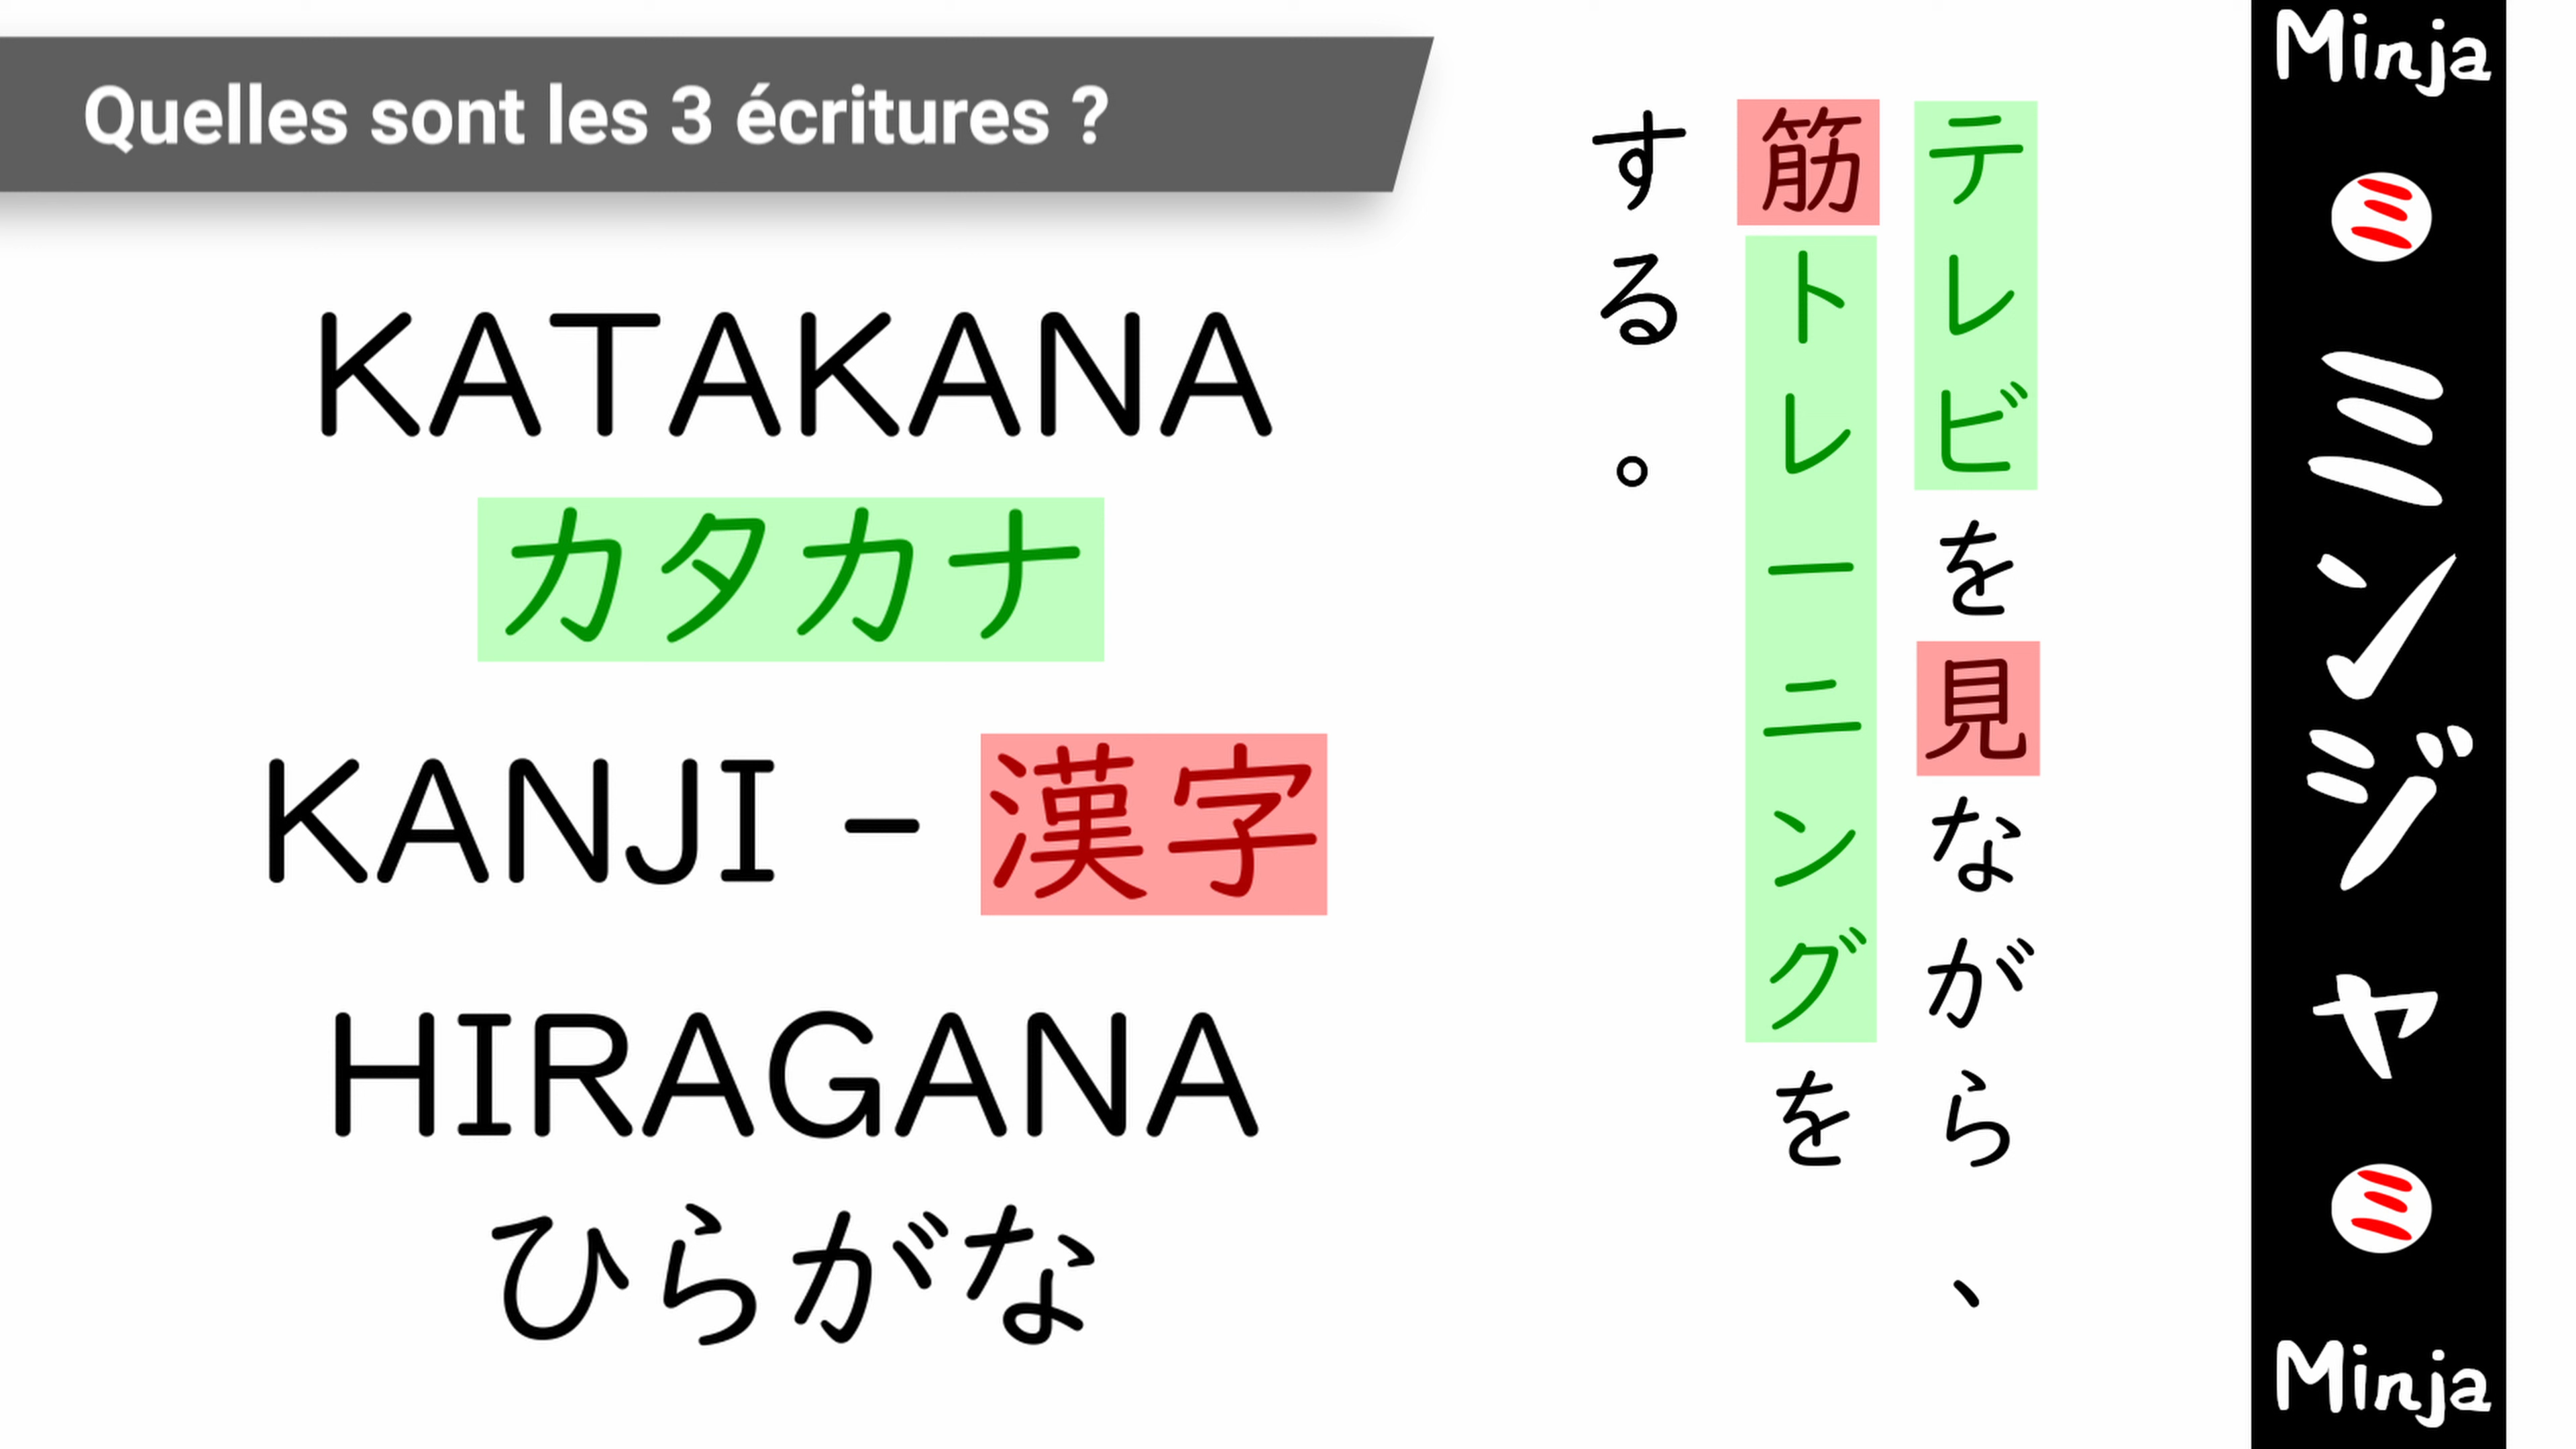 Quelles sont les 3 écritures ?
KATAKANA
カタカナ
KANJI - 漢字
HIRAGANA
ひらがな
テレビを見ながら、
筋トレーニングを
する。
Minja
ミ
ミンジャ
ミ
Minja